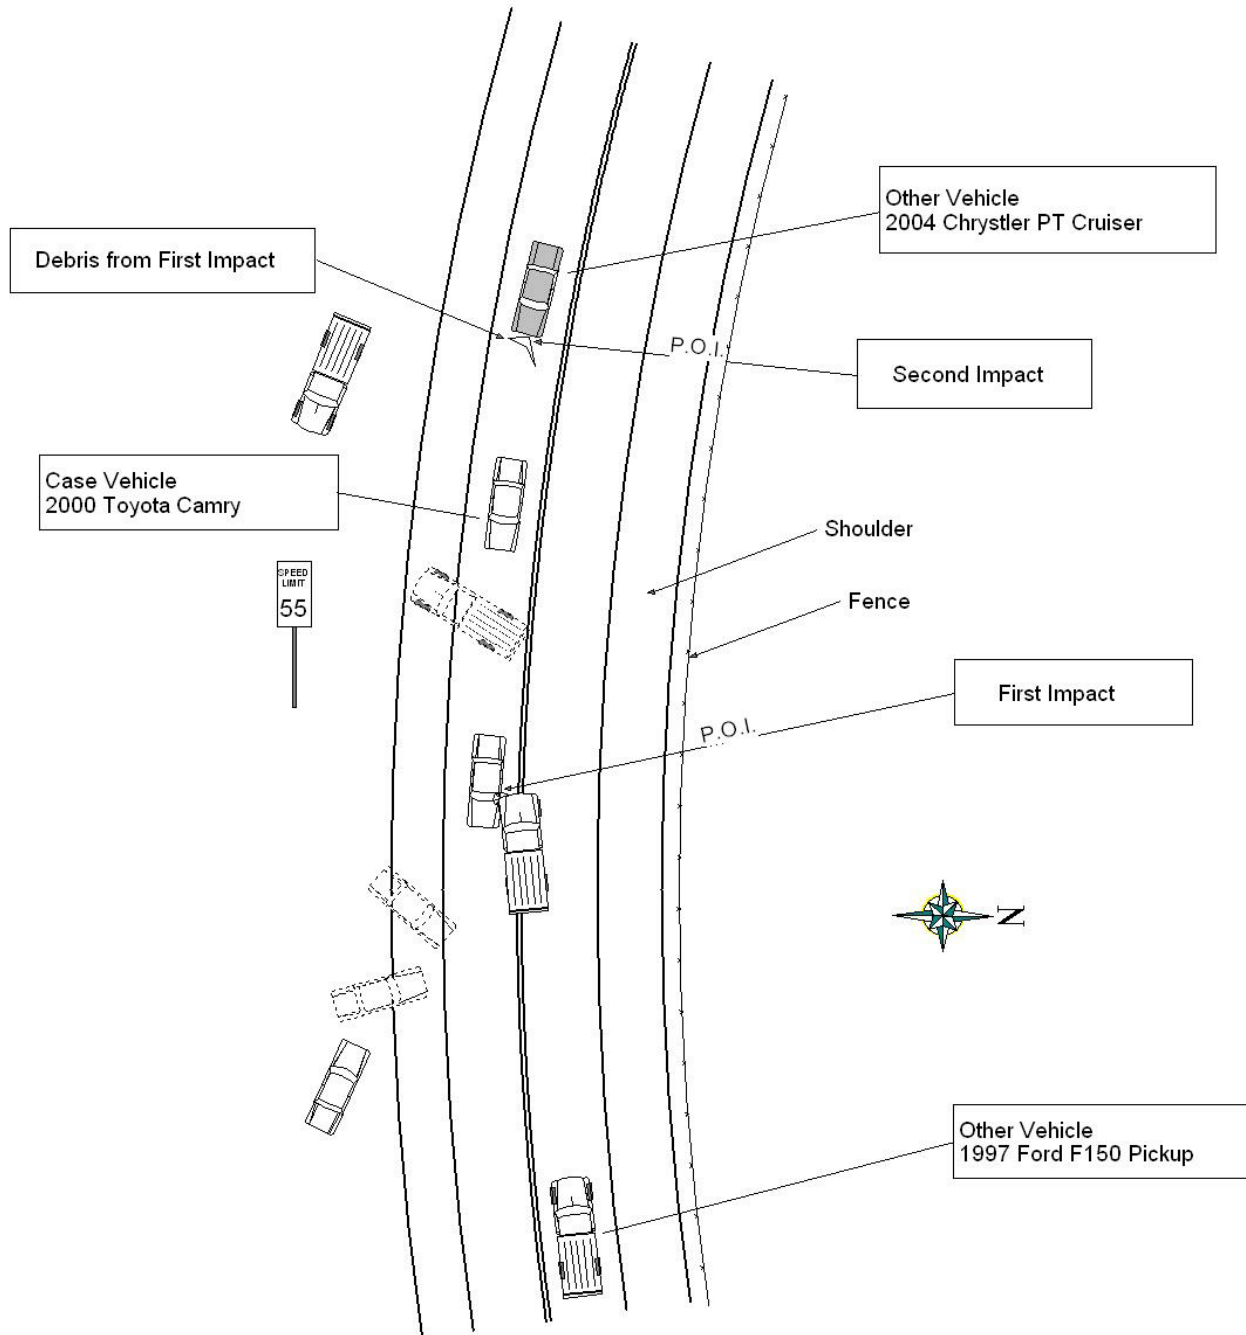 Other Vehicle
2004 Chrystler PT Cruiser
Debris from First Impact
P.O.I.
Second Impact
Case Vehicle
2000 Toyota Camry
Shoulder
SPEED
LIMIT
55
Fence
First Impact
P.O.I.
N
Other Vehicle
1997 Ford F150 Pickup